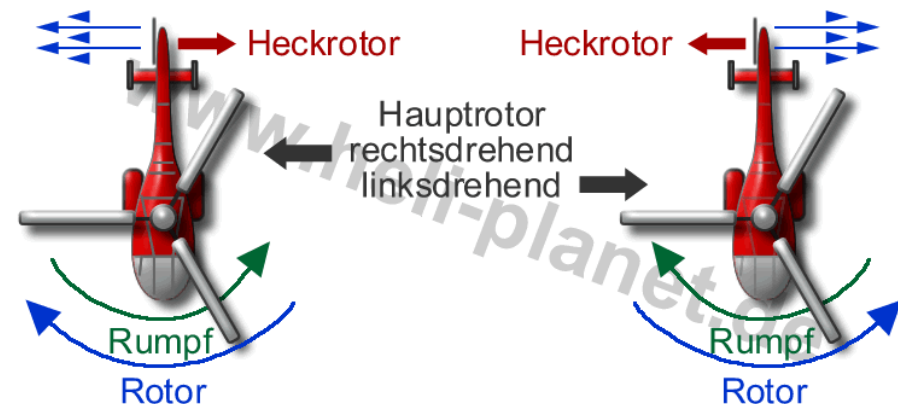 Heckrotor
Heckrotor
Hauptrotor
rechtsdrehend
linksdrehend
www.heli-planet.de
Rumpf
Rumpf
Rotor
Rotor